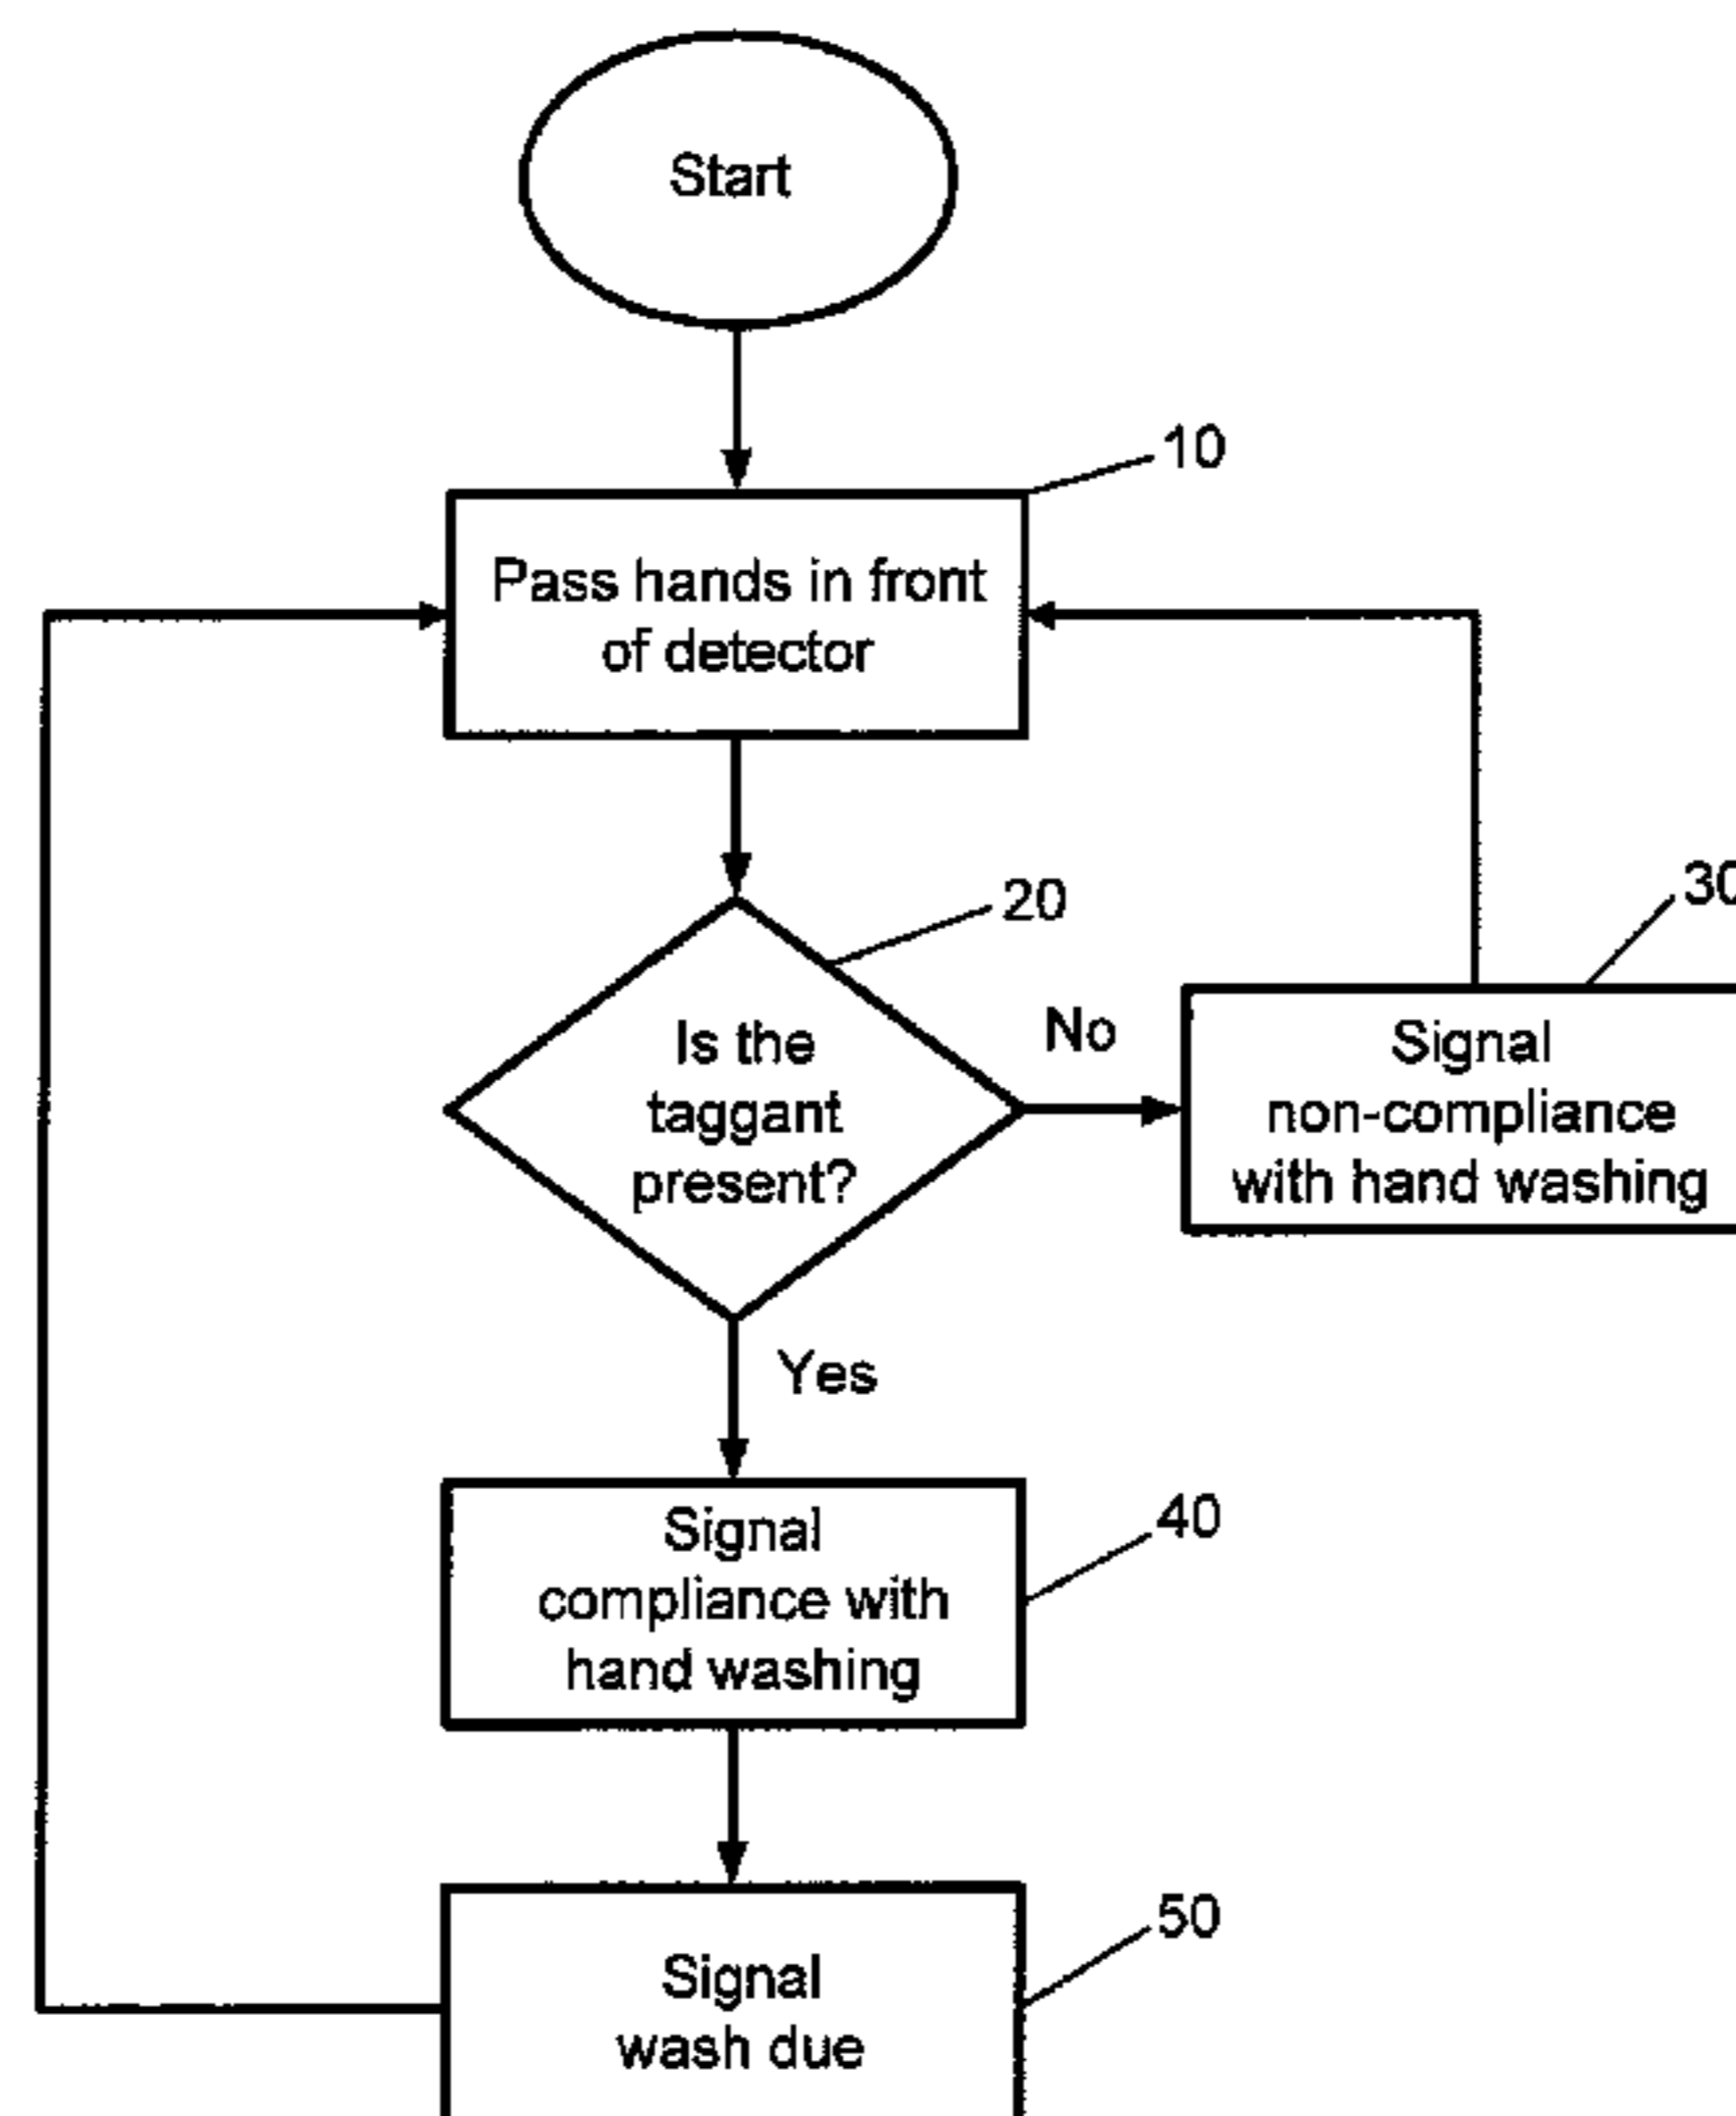 Start
10
Pass hands in front
of detector
20
30
Is the
taggant
present?
No
Signal
non-compliance
with hand washing
Yes
Signal
compliance with
hand washing
40
Signal
wash due
50